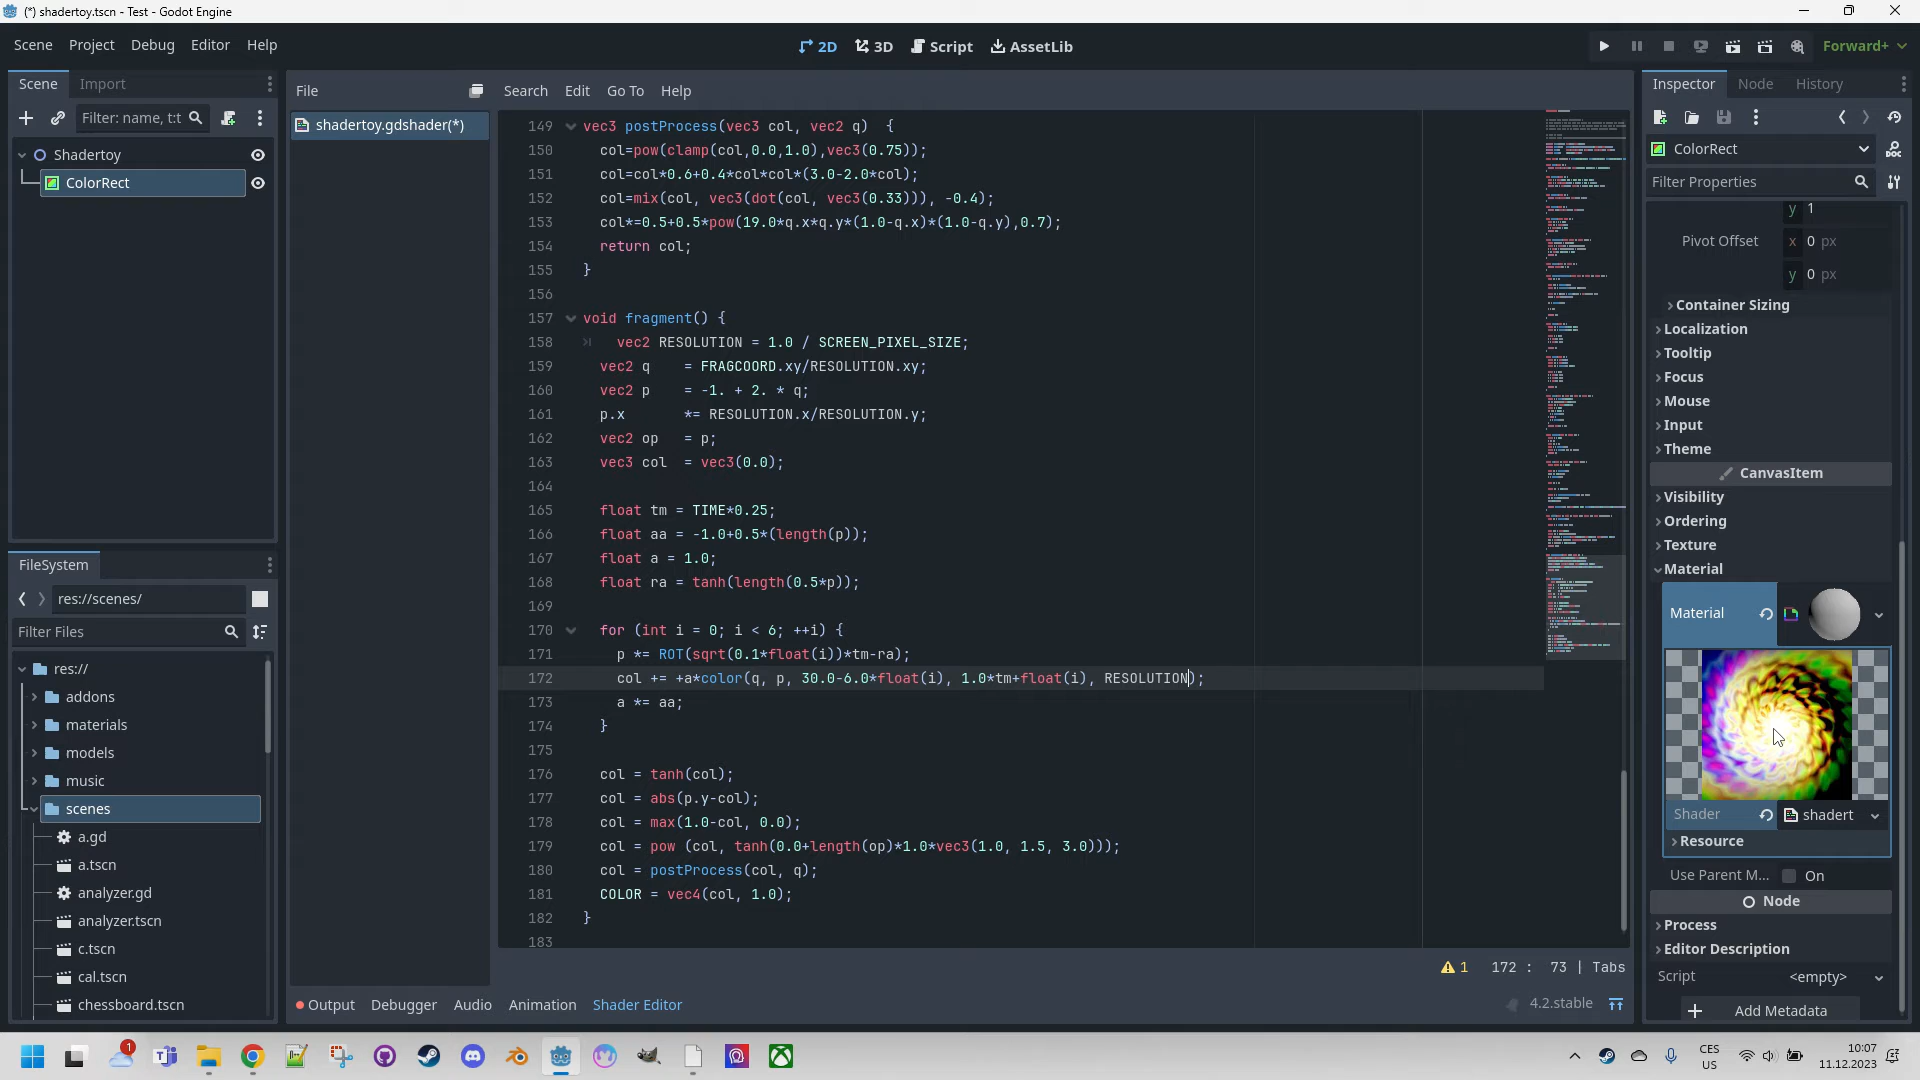 (*) shadertoy.tscn - Test - Godot Engine
Scene Project Debug Editor Help
2D 3D Script AssetLib
Forward+
Scene Import
Filter: name, t:t
Shadertoy
ColorRect
FileSystem
res://scenes/
Filter Files
res://
addons
materials
models
music
scenes
a.gd
a.tscn
analyzer.gd
analyzer.tscn
c.tscn
cal.tscn
chessboard.tscn
File
shadertoy.gdshader(*)
Search Edit Go To Help
149 vec3 postProcess(vec3 col, vec2 q)  {
150 col=pow(clamp(col,0.0,1.0),vec3(0.75));
151 col=col*0.6+0.4*col*col*(3.0-2.0*col);
152 col=mix(col, vec3(dot(col, vec3(0.33))), -0.4);
153 col*=0.5+0.5*pow(19.0*q.x*q.y*(1.0-q.x)*(1.0-q.y),0.7);
154 return col;
155 }
156
157 void fragment() {
158 vec2 RESOLUTION = 1.0 / SCREEN_PIXEL_SIZE;
159 vec2 q    = FRAGCOORD.xy/RESOLUTION.xy;
160 vec2 p    = -1. + 2. * q;
161 p.x       *= RESOLUTION.x/RESOLUTION.y;
162 vec2 op   = p;
163 vec3 col  = vec3(0.0);
164
165 float tm = TIME*0.25;
166 float aa = -1.0+0.5*(length(p));
167 float a = 1.0;
168 float ra = tanh(length(0.5*p));
169
170 for (int i = 0; i < 6; ++i) {
171 p *= ROT(sqrt(0.1*float(i))*tm-ra);
172 col += +a*color(q, p, 30.0-6.0*float(i), 1.0*tm+float(i), RESOLUTION);
173 a *= aa;
174 }
175
176 col = tanh(col);
177 col = abs(p.y-col);
178 col = max(1.0-col, 0.0);
179 col = pow (col, tanh(0.0+length(op)*1.0*vec3(1.0, 1.5, 3.0)));
180 col = postProcess(col, q);
181 COLOR = vec4(col, 1.0);
182 }
183
1 172 : 73 | Tabs
Output Debugger Audio Animation Shader Editor
4.2.stable
Inspector Node History
ColorRect
Filter Properties
y 1
Pivot Offset x 0 px
y 0 px
Container Sizing
Localization
Tooltip
Focus
Mouse
Input
Theme
CanvasItem
Visibility
Ordering
Texture
Material
Material
Shader shadert
Resource
Use Parent M... On
Node
Process
Editor Description
Script <empty>
Add Metadata
1
CES
US
10:07
11.12.2023